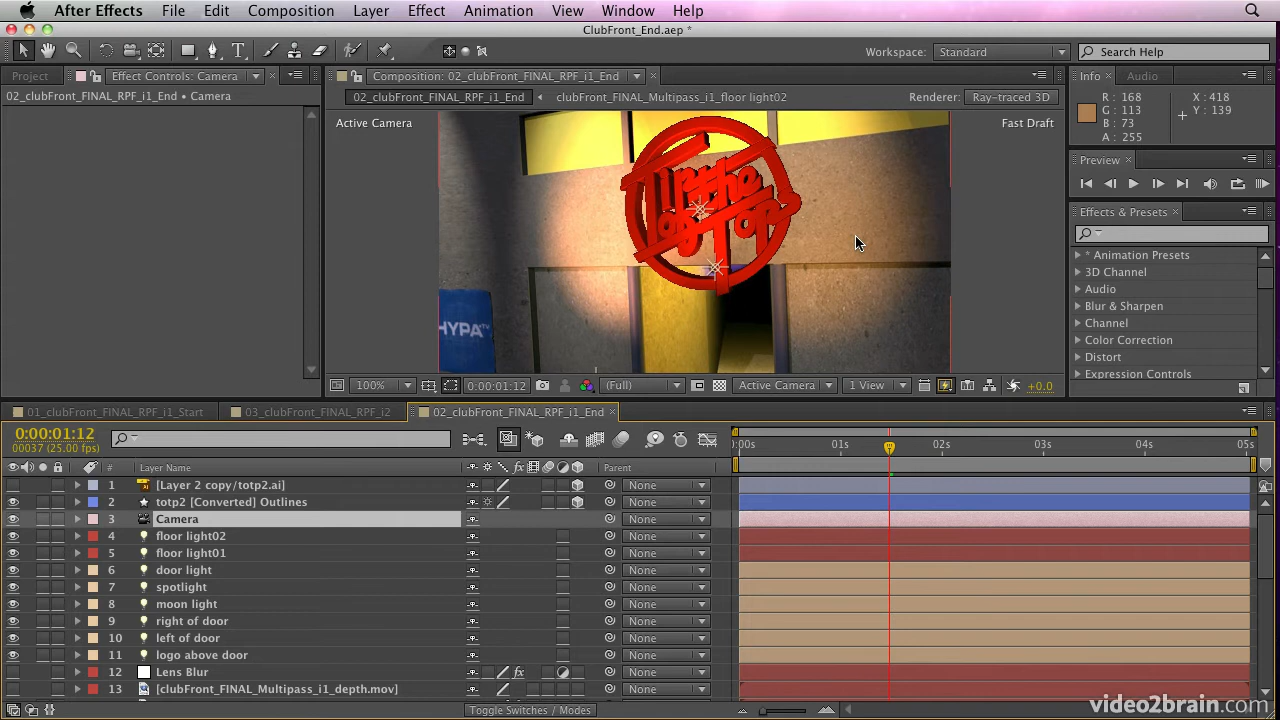 After Effects File Edit Composition Layer Effect Animation View Window Help
ClubFront_End.aep *
Workspace: Standard Search Help
Project Effect Controls: Camera Composition: 02_clubFront_FINAL_RPF_i1_End Info Audio
02_clubFront_FINAL_RPF_i1_End • Camera
02_clubFront_FINAL_RPF_i1_End clubFront_FINAL_Multipass_i1_floor light02 Renderer: Ray-traced 3D
R : 168 X : 418
G : 113 Y : 139
B : 73
A : 255
Active Camera Fast Draft
Preview
Effects & Presets
* Animation Presets
3D Channel
Audio
Blur & Sharpen
Channel
Color Correction
Distort
Expression Controls
of the Top
HYPA
100% 0:00:01:12 (Full) Active Camera 1 View +0.0
01_clubFront_FINAL_RPF_i1_Start 03_clubFront_FINAL_RPF_i2 02_clubFront_FINAL_RPF_i1_End
0:00:01:12
00037 (25.00 fps)
:00s 01s 02s 03s 04s 05s
# Layer Name fx Parent
1 [Layer 2 copy/totp2.ai] None
2 totp2 [Converted] Outlines None
3 Camera None
4 floor light02 None
5 floor light01 None
6 door light None
7 spotlight None
8 moon light None
9 right of door None
10 left of door None
11 logo above door None
12 Lens Blur fx None
13 [clubFront_FINAL_Multipass_i1_depth.mov] None
Toggle Switches / Modes
video2brain.com